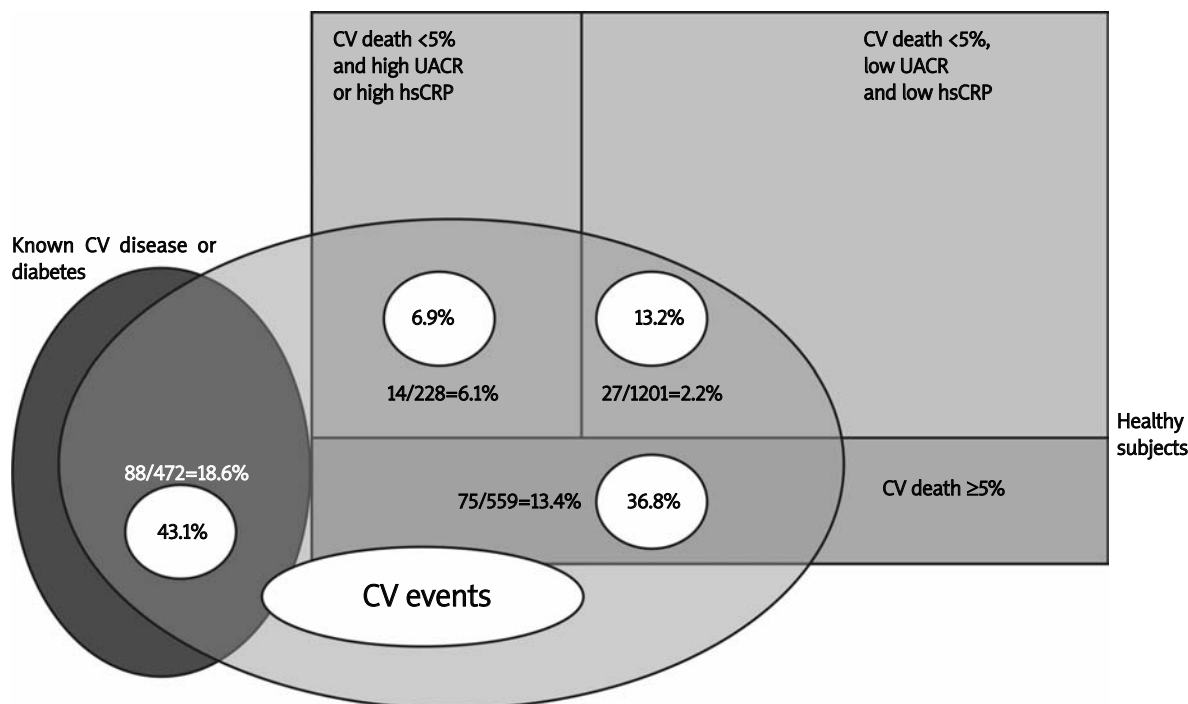 CV death <5%
and high UACR
or high hsCRP
CV death <5%,
low UACR
and low hsCRP
Known CV disease or
diabetes
6.9%
13.2%
14/228=6.1%
27/1201=2.2%
Healthy
subjects
88/472=18.6%
43.1%
75/559=13.4%
36.8%
CV death ≥5%
CV events